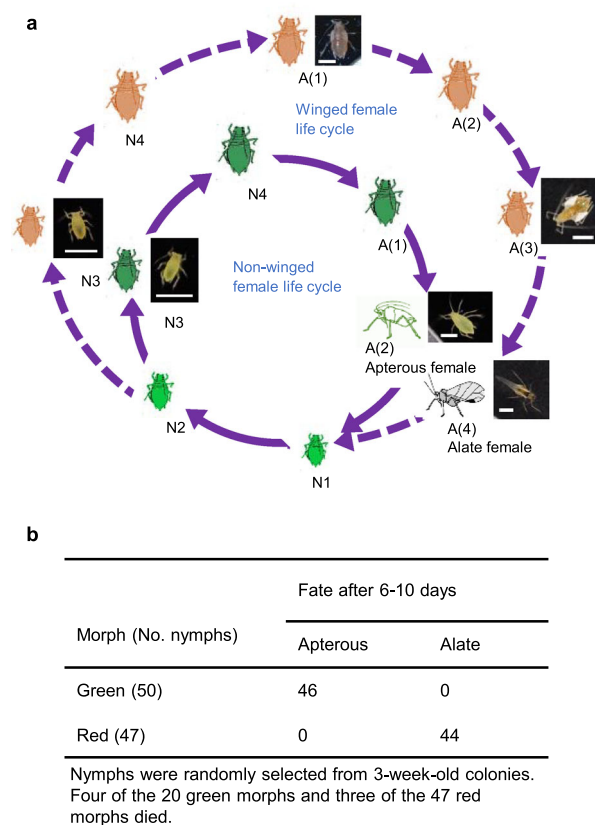 a
A(1)
Winged female
life cycle
N4
A(2)
N4
A(1)
A(3)
N3
Non-winged
female life cycle
N3
A(2)
Apterous female
N2
A(4)
Alate female
N1
b
Fate after 6-10 days
Morph (No. nymphs)
Apterous Alate
Green (50) 46 0
Red (47) 0 44
Nymphs were randomly selected from 3-week-old colonies.
Four of the 20 green morphs and three of the 47 red
morphs died.